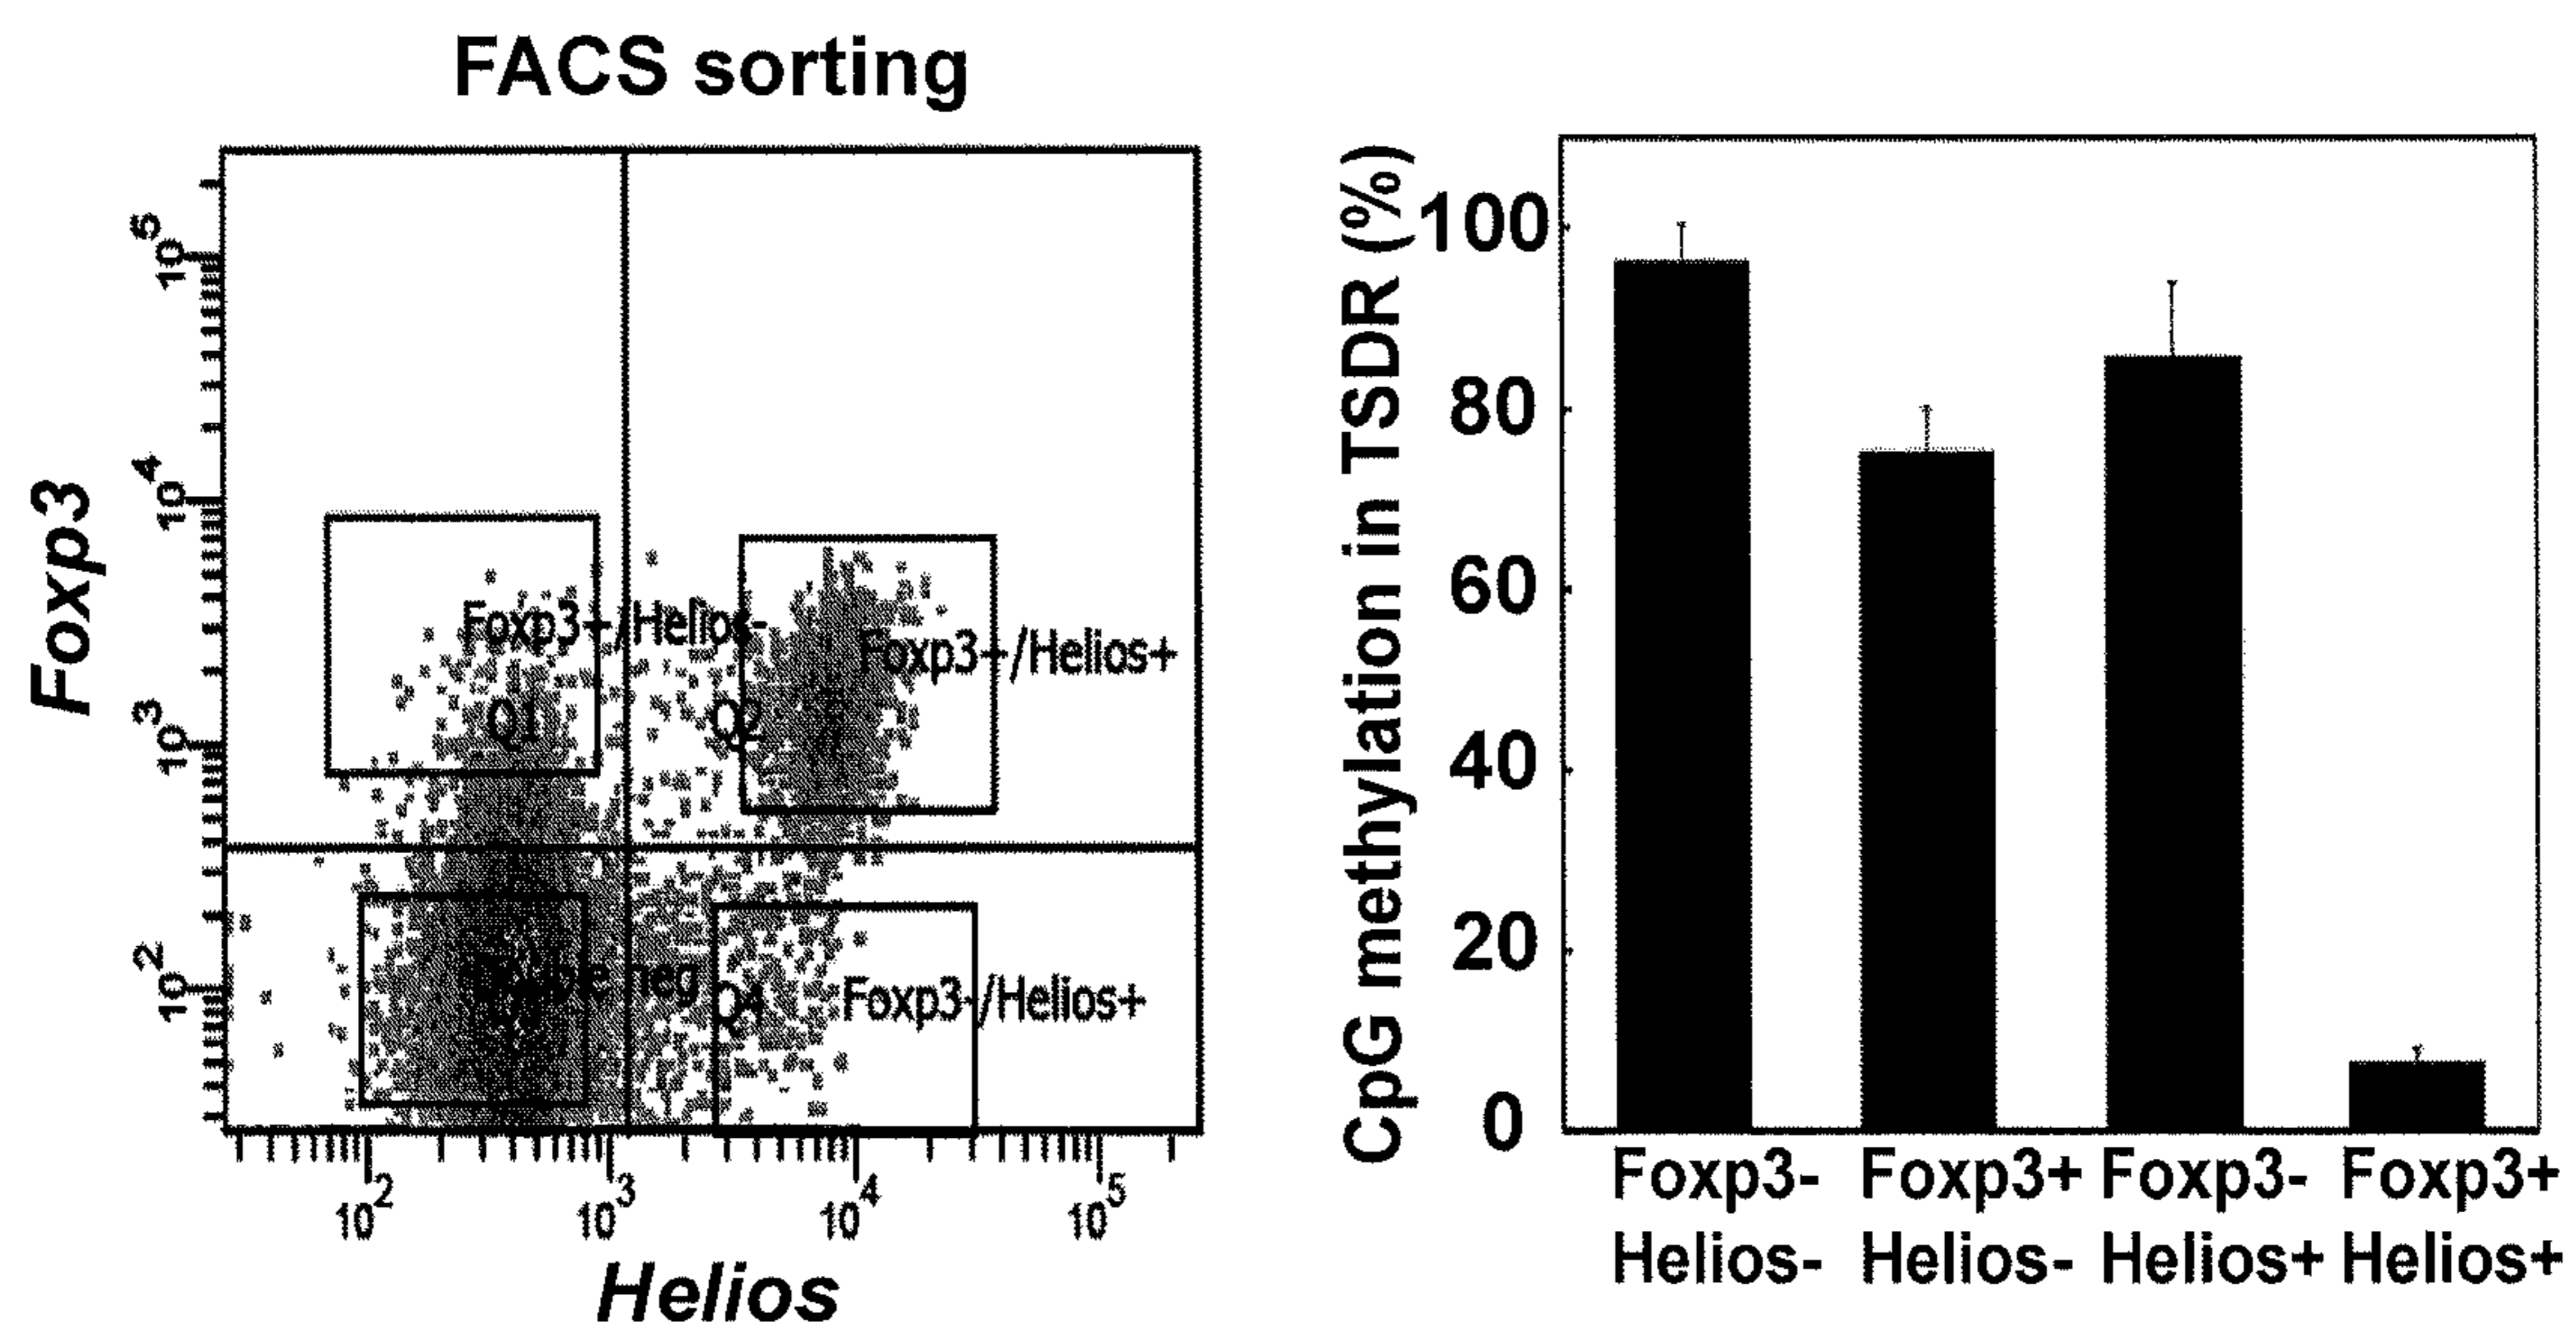 FACS sorting
Foxp3
10^5
10^4
10^3
10^2
Foxp3+/Helios-
Foxp3+/Helios+
Q1
Q2
neg
Q4
Foxp3-/Helios+
10^2
10^3
10^4
10^5
Helios
CpG methylation in TSDR (%)
100
80
60
40
20
0
Foxp3- Foxp3+ Foxp3- Foxp3+
Helios- Helios- Helios+ Helios+